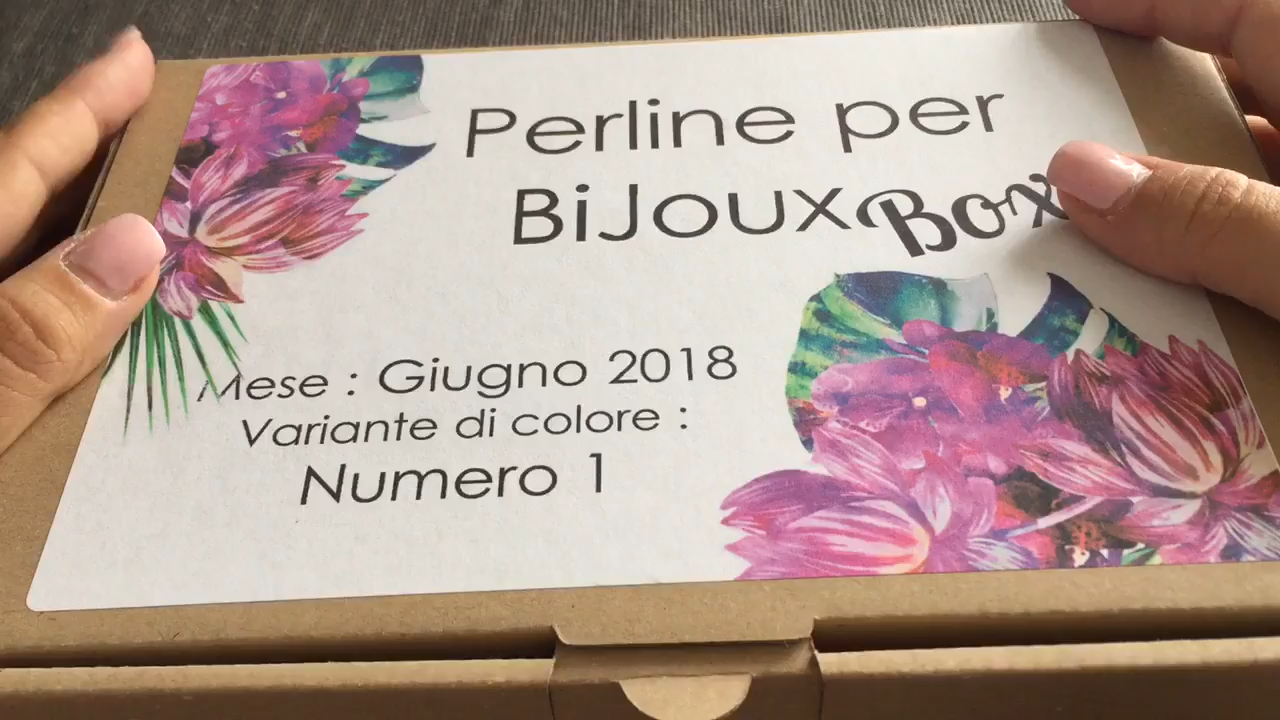 Perline per
BiJoux Box
Mese : Giugno 2018
Variante di colore :
Numero 1